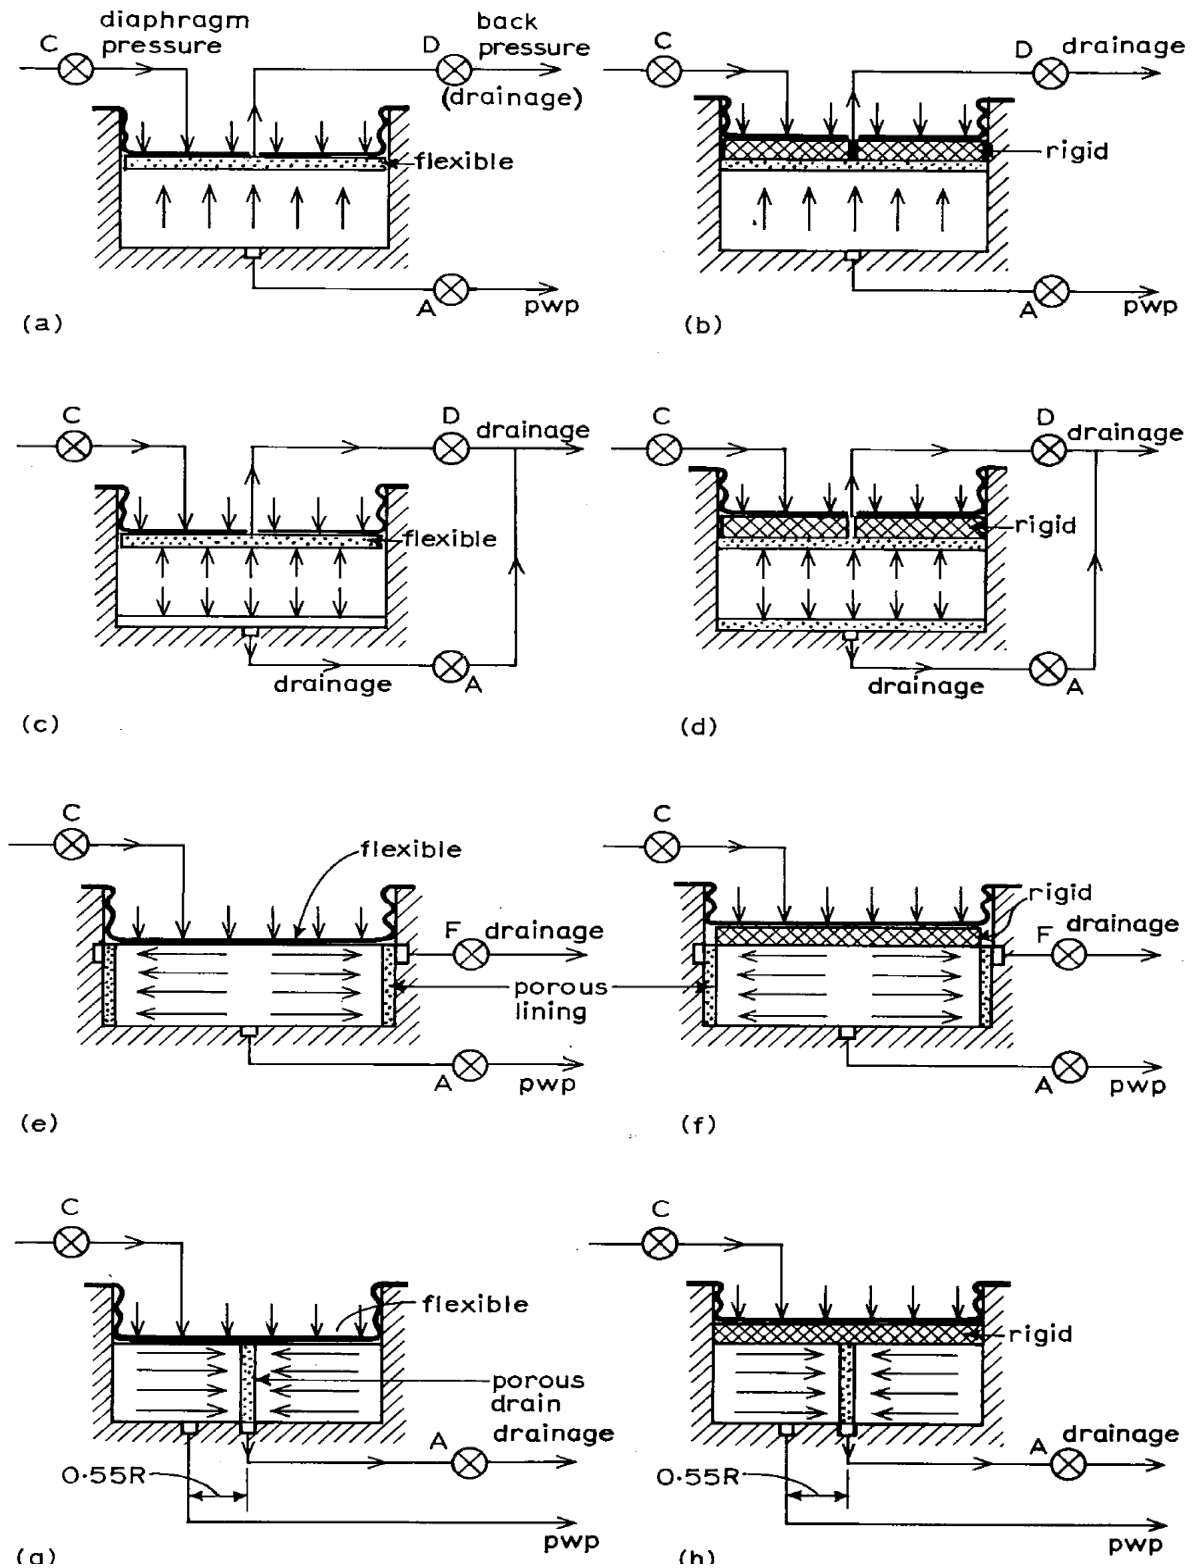 C
diaphragm
pressure
D
back
pressure
(drainage)
flexible
A
pwp
(a)
C
D
drainage
rigid
A
pwp
(b)
C
D
drainage
flexible
drainage
A
(c)
C
D
drainage
rigid
drainage
A
(d)
C
flexible
F
drainage
porous
lining
A
pwp
(e)
C
rigid
F
drainage
A
pwp
(f)
C
flexible
porous
drain
A
drainage
0.55R
pwp
(g)
C
rigid
A
drainage
0.55R
pwp
(h)